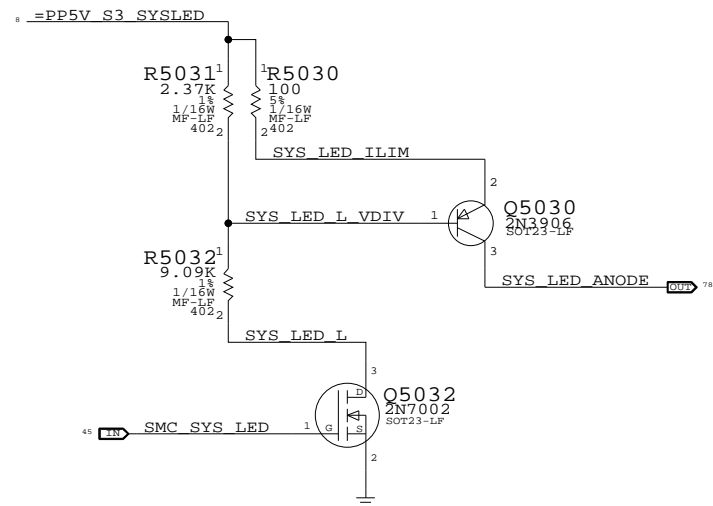 8 =PP5V_S3_SYSLED
R5031 1
2.37K
1%
1/16W
MF-LF
402 2
1 R5030
100
5%
1/16W
MF-LF
2 402
SYS_LED_ILIM
2
SYS_LED_L_VDIV 1
Q5030
2N3906
SOT23-LF
3
R5032 1
9.09K
1%
1/16W
MF-LF
402 2
SYS_LED_ANODE OUT 78
SYS_LED_L
3
D
Q5032
2N7002
SOT23-LF
45 IN SMC_SYS_LED 1 G S
2